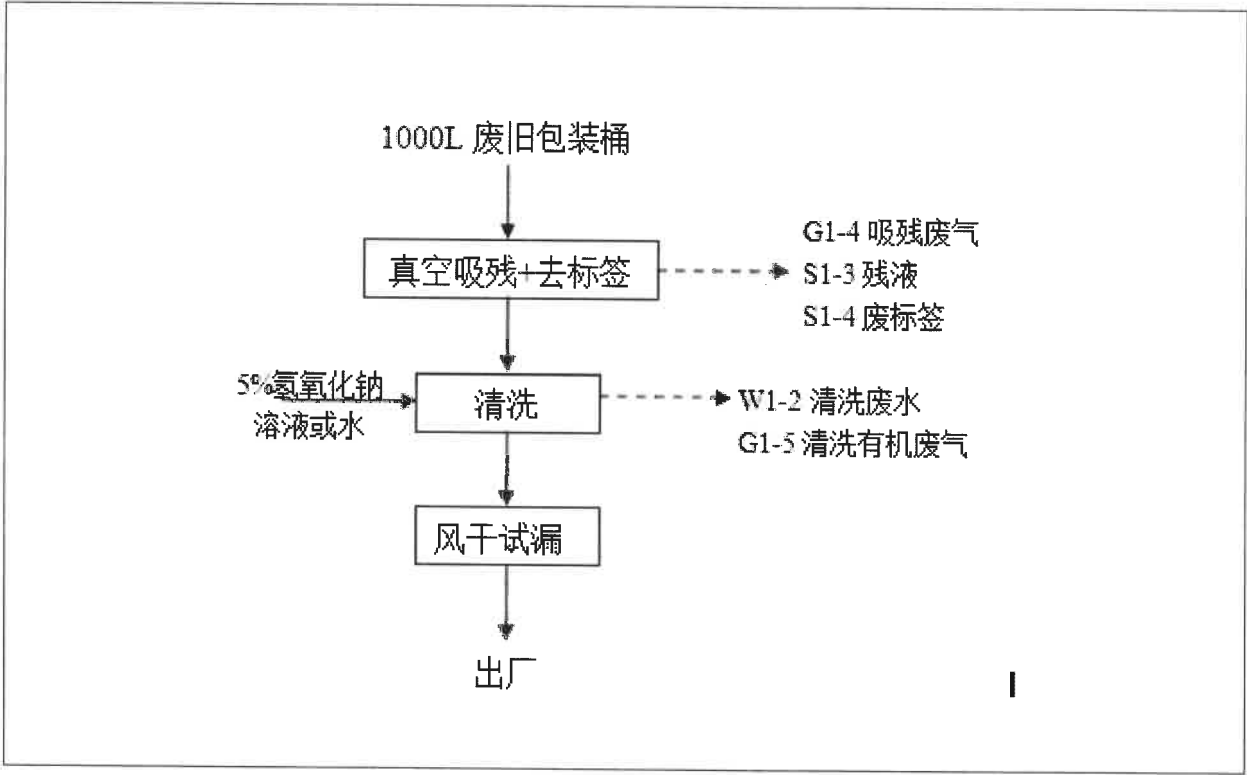 1000L 废旧包装桶
真空吸残+去标签
G1-4 吸残废气
S1-3 残液
S1-4 废标签
5%氢氧化钠
溶液或水
清洗
W1-2 清洗废水
G1-5 清洗有机废气
风干试漏
出厂